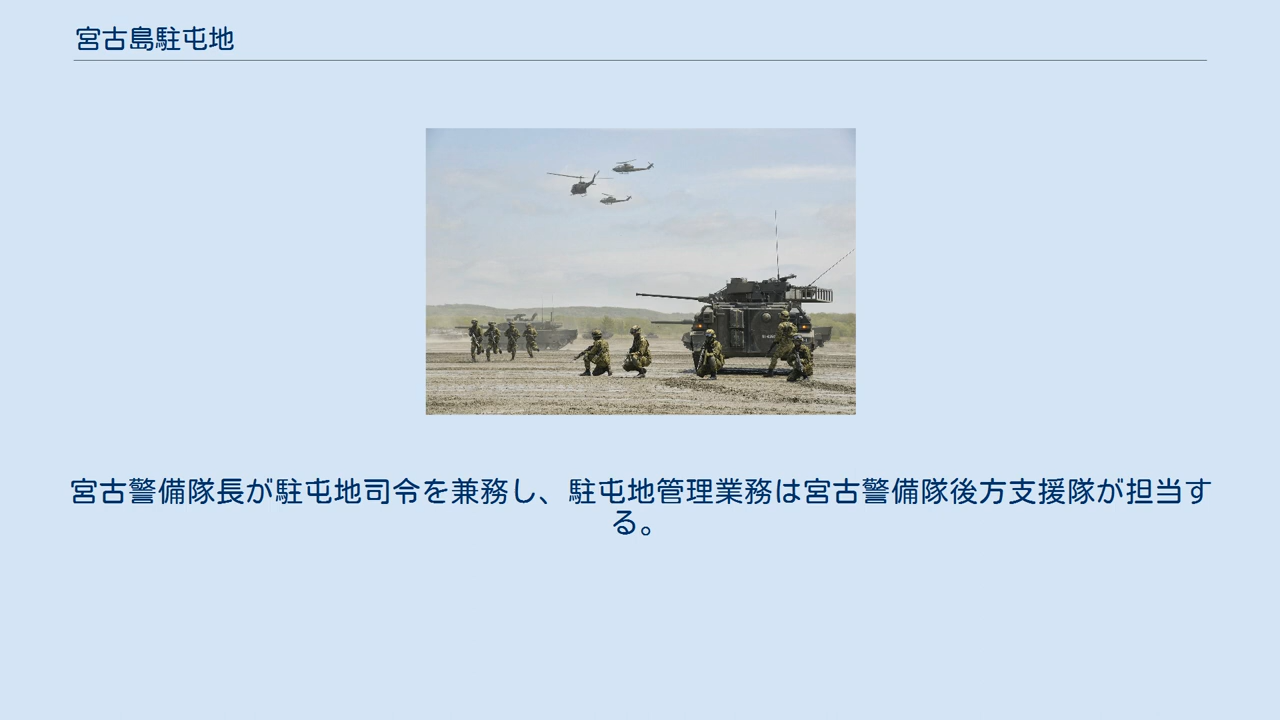 宮古島駐屯地
宮古警備隊長が駐屯地司令を兼務し、駐屯地管理業務は宮古警備隊後方支援隊が担当す
る。